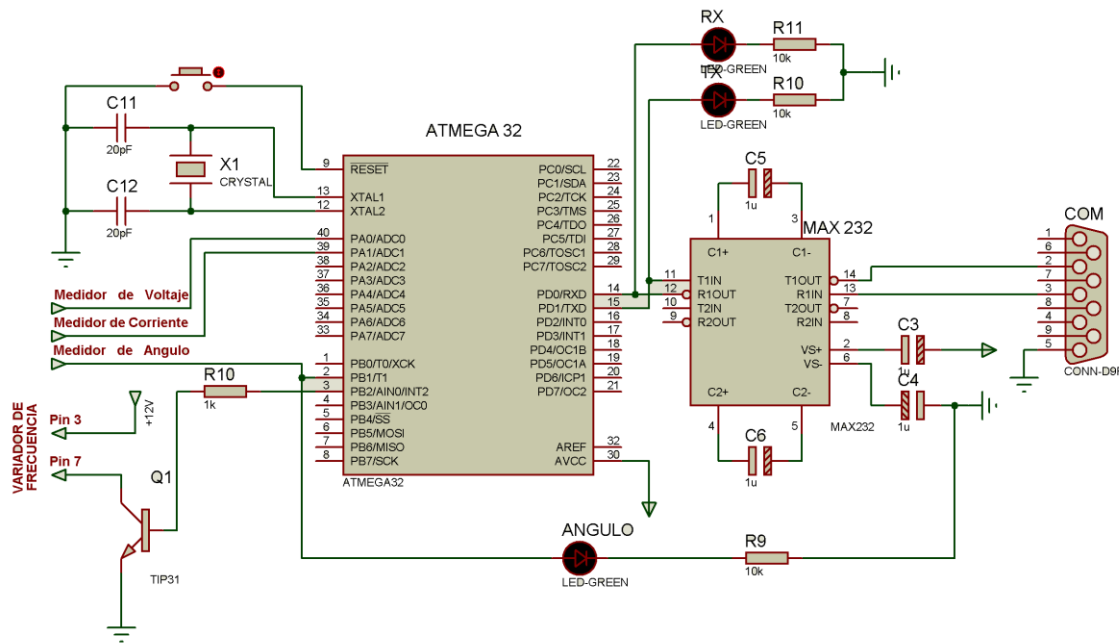 RX
LED-GREEN
R11
10k
TX
LED-GREEN
R10
10k
C11
20pF
X1
CRYSTAL
C12
20pF
ATMEGA 32
9
13
12
40
39
38
37
36
35
34
33
1
2
3
4
5
6
7
8
RESET
XTAL1
XTAL2
PA0/ADC0
PA1/ADC1
PA2/ADC2
PA3/ADC3
PA4/ADC4
PA5/ADC5
PA6/ADC6
PA7/ADC7
PB0/T0/XCK
PB1/T1
PB2/AIN0/INT2
PB3/AIN1/OC0
PB4/SS
PB5/MOSI
PB6/MISO
PB7/SCK
PC0/SCL
PC1/SDA
PC2/TCK
PC3/TMS
PC4/TDO
PC5/TDI
PC6/TOSC1
PC7/TOSC2
PD0/RXD
PD1/TXD
PD2/INT0
PD3/INT1
PD4/OC1B
PD5/OC1A
PD6/ICP1
PD7/OC2
AREF
AVCC
22
23
24
25
26
27
28
29
14
15
16
17
18
19
20
21
32
30
ATMEGA32
Medidor de Voltaje
Medidor de Corriente
Medidor de Angulo
R10
1k
+12V
VARIADOR DE
FRECUENCIA
Pin 3
Pin 7
Q1
TIP31
C5
1u
1
3
MAX 232
C1+
C1-
11
12
10
9
T1IN
R1OUT
T2IN
R2OUT
T1OUT
R1IN
T2OUT
R2IN
VS+
VS-
14
13
7
8
2
6
C2+
C2-
4
5
MAX232
C6
1u
C3
1u
C4
1u
COM
1
6
2
7
3
8
4
9
5
CONN-D9F
ANGULO
LED-GREEN
R9
10k